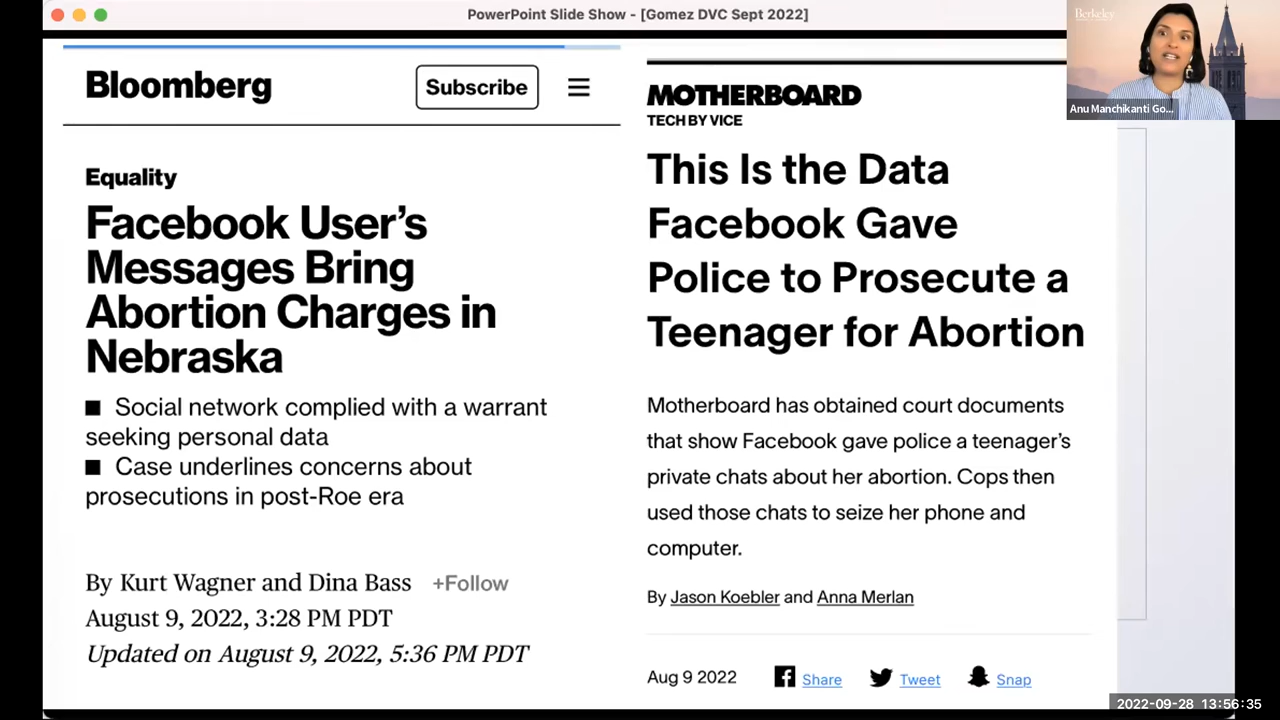 PowerPoint Slide Show - [Gomez DVC Sept 2022]
Berkeley
Anu Manchikanti Go...
Bloomberg
Subscribe
Equality
Facebook User’s
Messages Bring
Abortion Charges in
Nebraska
■ Social network complied with a warrant
seeking personal data
■ Case underlines concerns about
prosecutions in post-Roe era
By Kurt Wagner and Dina Bass +Follow
August 9, 2022, 3:28 PM PDT
Updated on August 9, 2022, 5:36 PM PDT
MOTHERBOARD
TECH BY VICE
This Is the Data
Facebook Gave
Police to Prosecute a
Teenager for Abortion
Motherboard has obtained court documents
that show Facebook gave police a teenager’s
private chats about her abortion. Cops then
used those chats to seize her phone and
computer.
By Jason Koebler and Anna Merlan
Aug 9 2022 Share Tweet Snap
2022-09-28 13:56:35